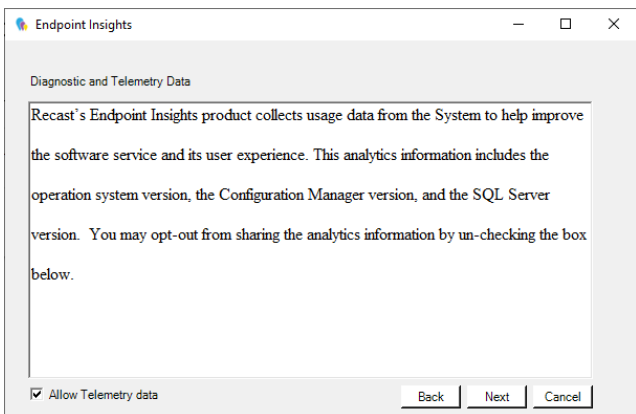 Endpoint Insights
Diagnostic and Telemetry Data
Recast's Endpoint Insights product collects usage data from the System to help improve
the software service and its user experience. This analytics information includes the
operation system version, the Configuration Manager version, and the SQL Server
version.  You may opt-out from sharing the analytics information by un-checking the box
below.
Allow Telemetry data
Back Next Cancel